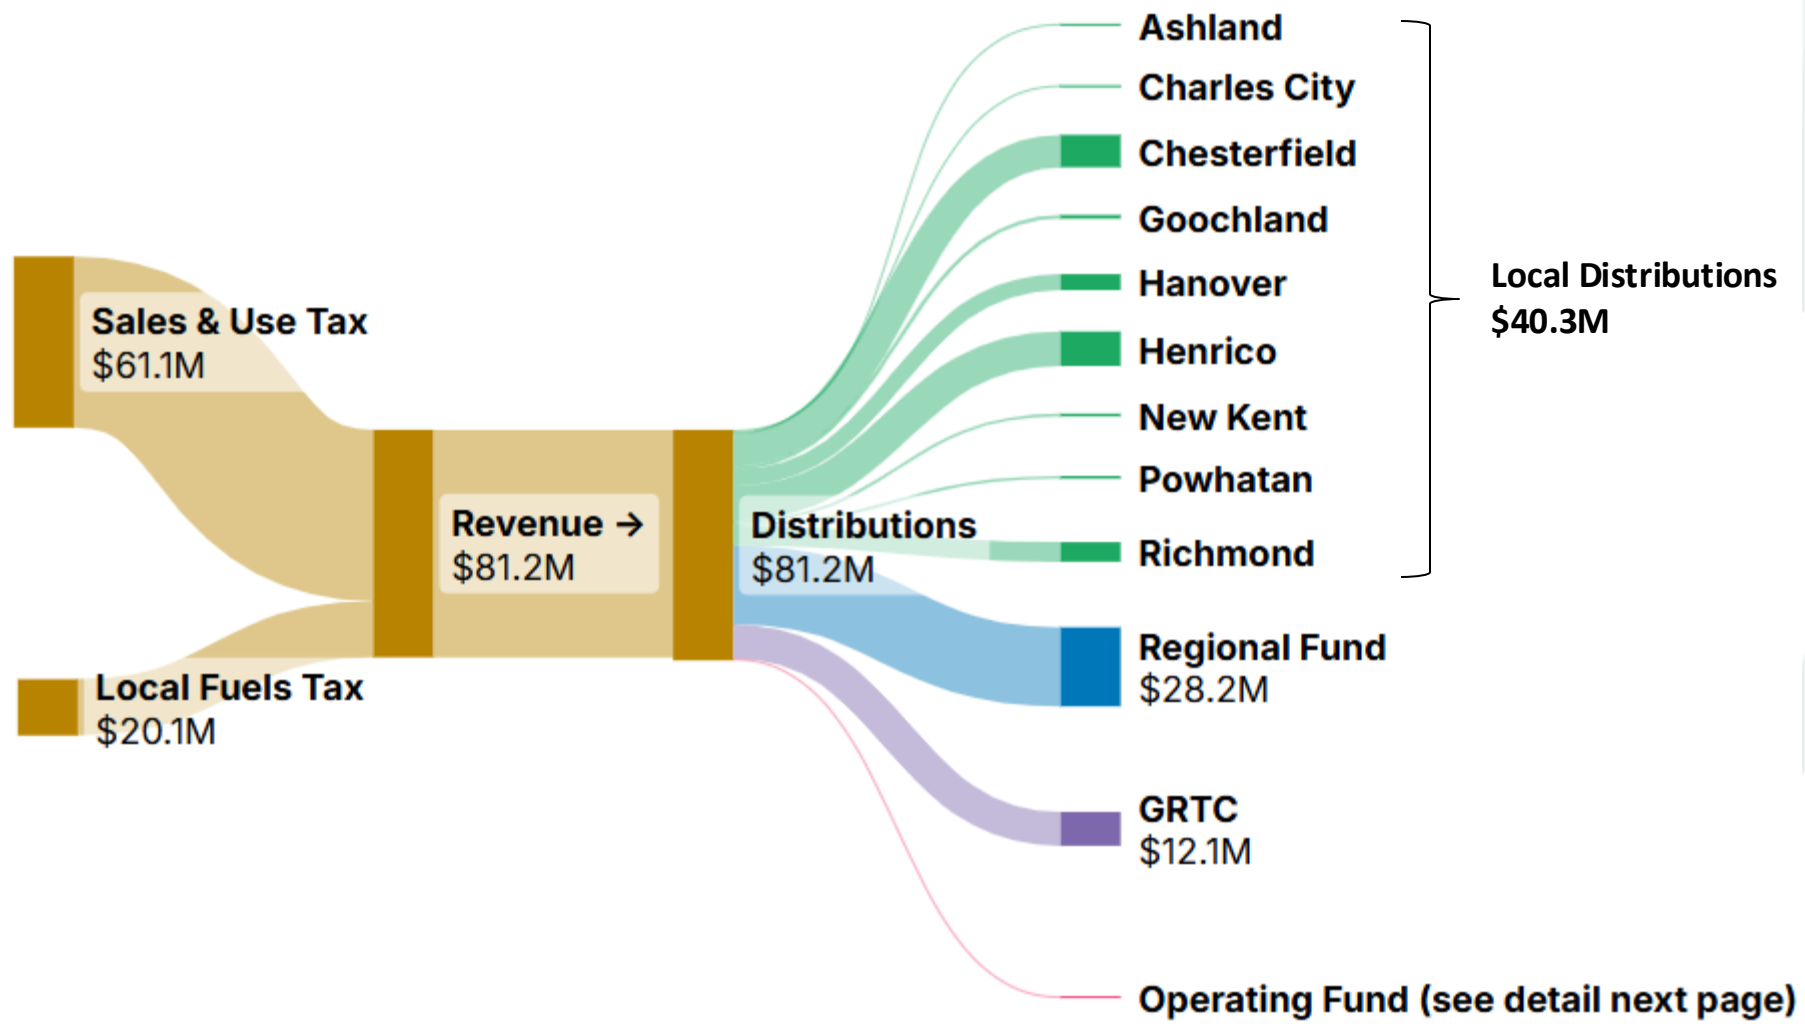 Ashland
Charles City
Chesterfield
Goochland
Hanover
Henrico
New Kent
Powhatan
Richmond
Local Distributions
$40.3M
Sales & Use Tax
$61.1M
Revenue →
$81.2M
Distributions
$81.2M
Local Fuels Tax
$20.1M
Regional Fund
$28.2M
GRTC
$12.1M
Operating Fund (see detail next page)